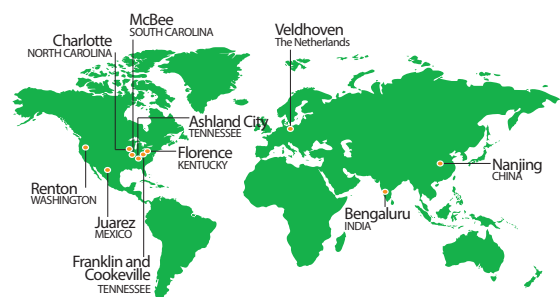 McBee
SOUTH CAROLINA
Charlotte
NORTH CAROLINA
Veldhoven
The Netherlands
Ashland City
TENNESSEE
Florence
KENTUCKY
Nanjing
CHINA
Renton
WASHINGTON
Juarez
MEXICO
Bengaluru
INDIA
Franklin and
Cookeville
TENNESSEE